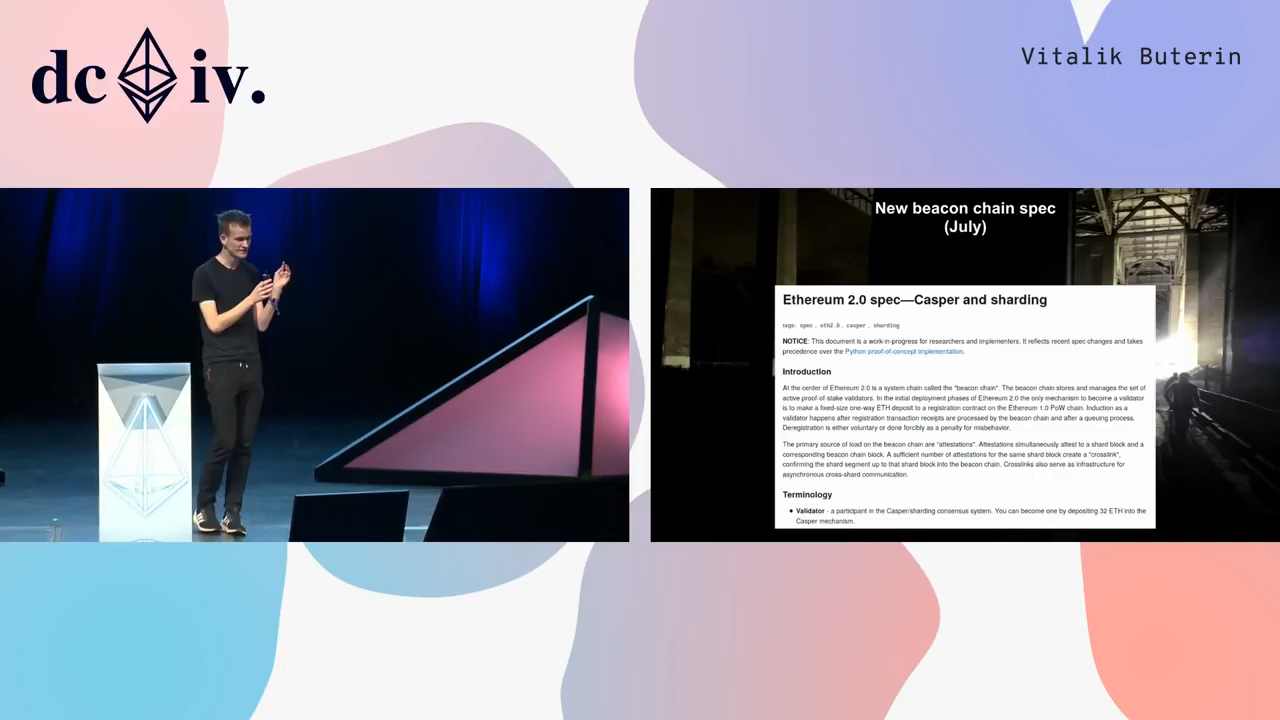 dc iv.
Vitalik Buterin
New beacon chain spec
(July)
Ethereum 2.0 spec—Casper and sharding
tags: spec , eth2.0 , casper , sharding
NOTICE: This document is a work-in-progress for researchers and implementers. It reflects recent spec changes and takes
precedence over the Python proof-of-concept implementation.
Introduction
At the center of Ethereum 2.0 is a system chain called the "beacon chain". The beacon chain stores and manages the set of
active proof-of-stake validators. In the initial deployment phases of Ethereum 2.0 the only mechanism to become a validator
is to make a fixed-size one-way ETH deposit to a registration contract on the Ethereum 1.0 PoW chain. Induction as a
validator happens after registration transaction receipts are processed by the beacon chain and after a queuing process.
Deregistration is either voluntary or done forcibly as a penalty for misbehavior.
The primary source of load on the beacon chain are "attestations". Attestations simultaneously attest to a shard block and a
corresponding beacon chain block. A sufficient number of attestations for the same shard block create a "crosslink",
confirming the shard segment up to that shard block into the beacon chain. Crosslinks also serve as infrastructure for
asynchronous cross-shard communication.
Terminology
• Validator - a participant in the Casper/sharding consensus system. You can become one by depositing 32 ETH into the
Casper mechanism.